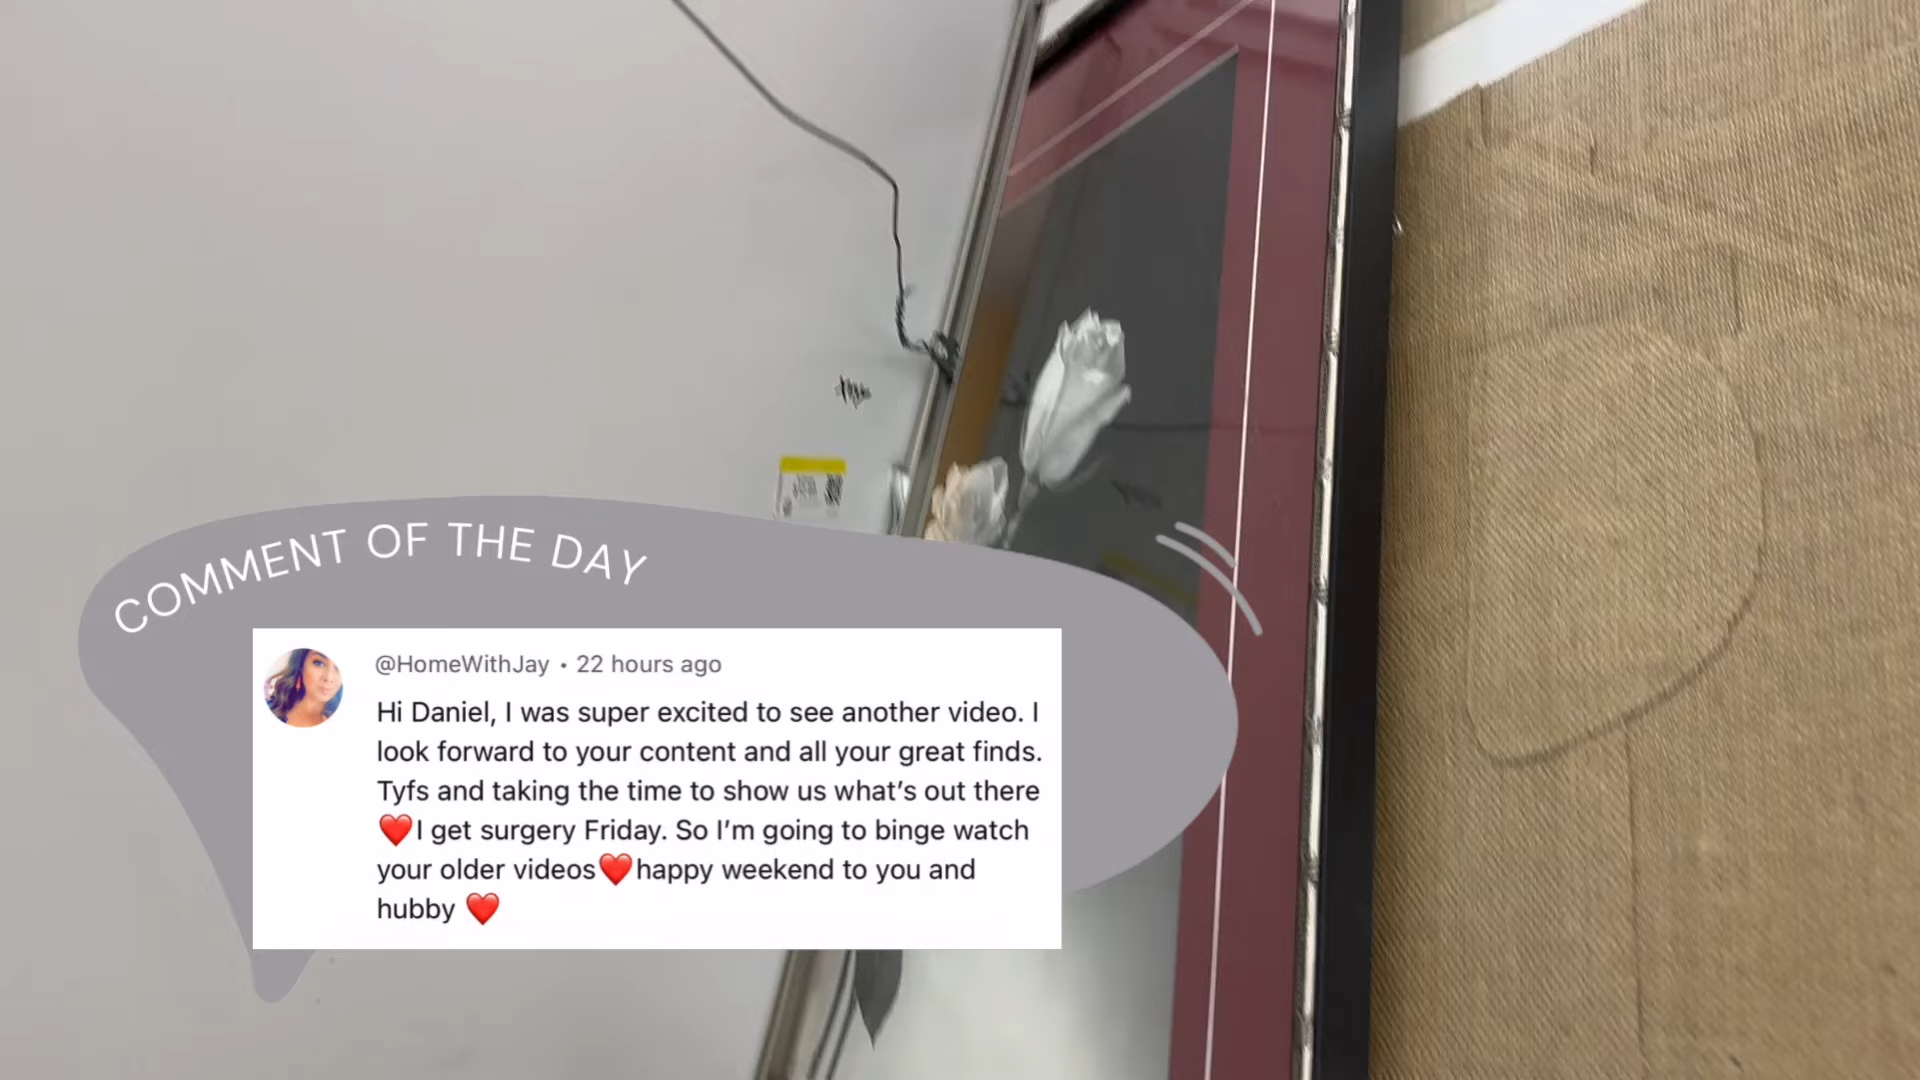 COMMENT OF THE DAY
@HomeWithJay • 22 hours ago
Hi Daniel, I was super excited to see another video. I
look forward to your content and all your great finds.
Tyfs and taking the time to show us what’s out there
❤️I get surgery Friday. So I’m going to binge watch
your older videos❤️happy weekend to you and
hubby ❤️